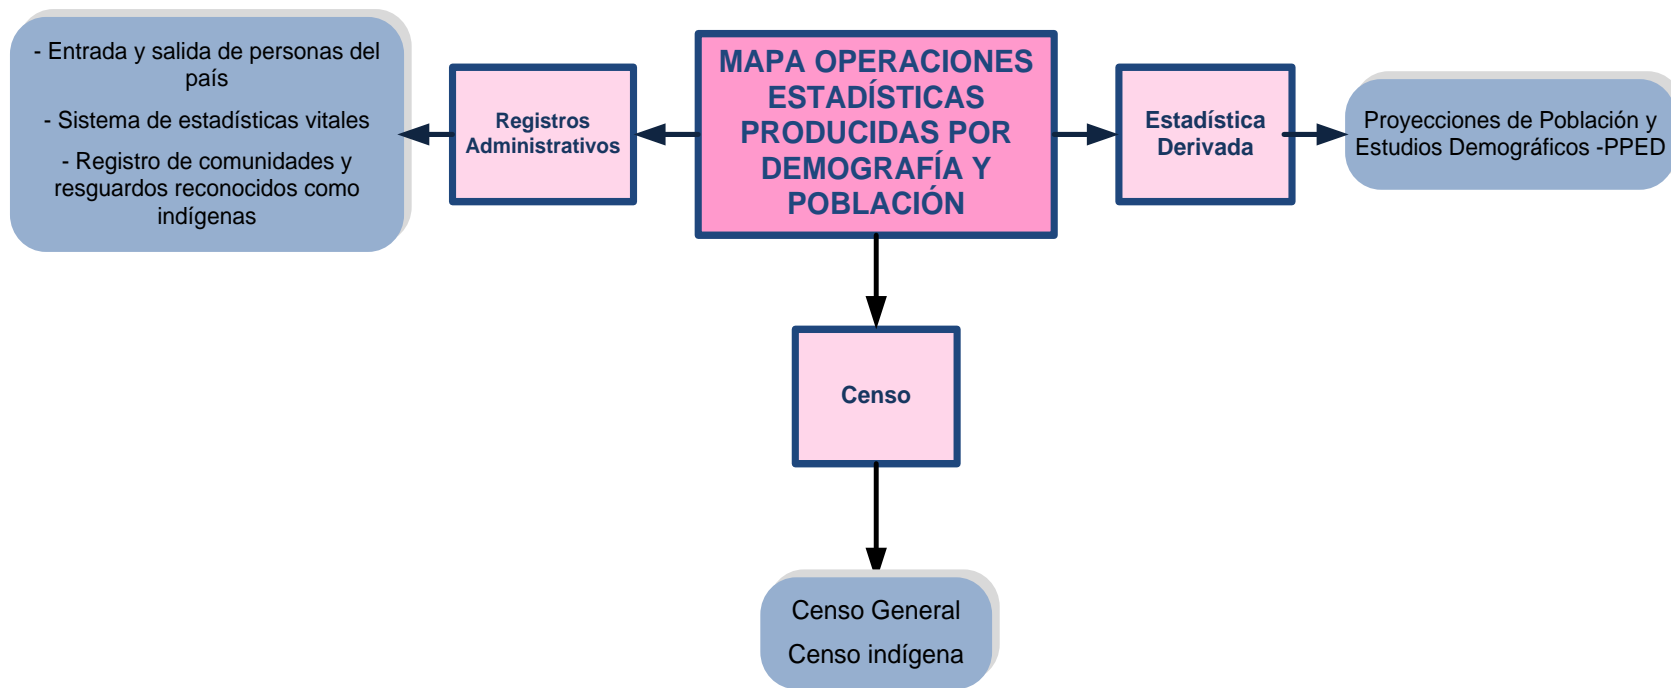 - Entrada y salida de personas del
país
- Sistema de estadísticas vitales
- Registro de comunidades y
resguardos reconocidos como
indígenas
Registros
Administrativos
MAPA OPERACIONES
ESTADÍSTICAS
PRODUCIDAS POR
DEMOGRAFÍA Y
POBLACIÓN
Estadística
Derivada
Proyecciones de Población y
Estudios Demográficos -PPED
Censo
Censo General
Censo indígena